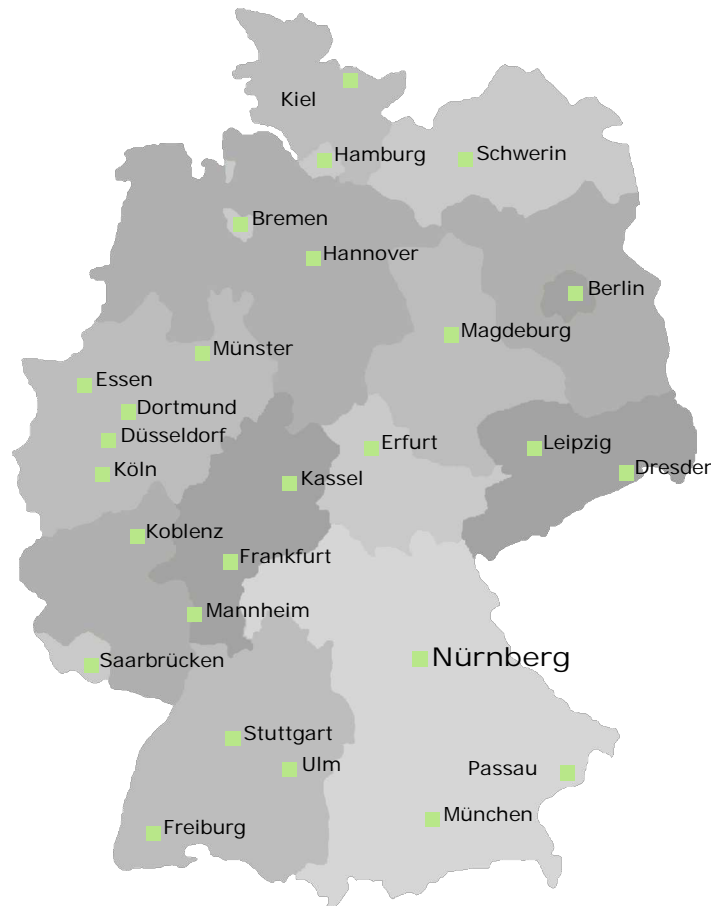 Kiel
Hamburg
Schwerin
Bremen
Hannover
Berlin
Magdeburg
Münster
Essen
Dortmund
Düsseldorf
Erfurt
Leipzig
Köln
Kassel
Dresder
Koblenz
Frankfurt
Mannheim
Nürnberg
Saarbrücken
Stuttgart
Ulm
Passau
München
Freiburg